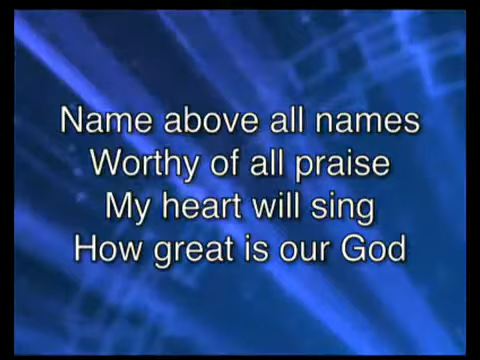 Name above all names
Worthy of all praise
My heart will sing
How great is our God